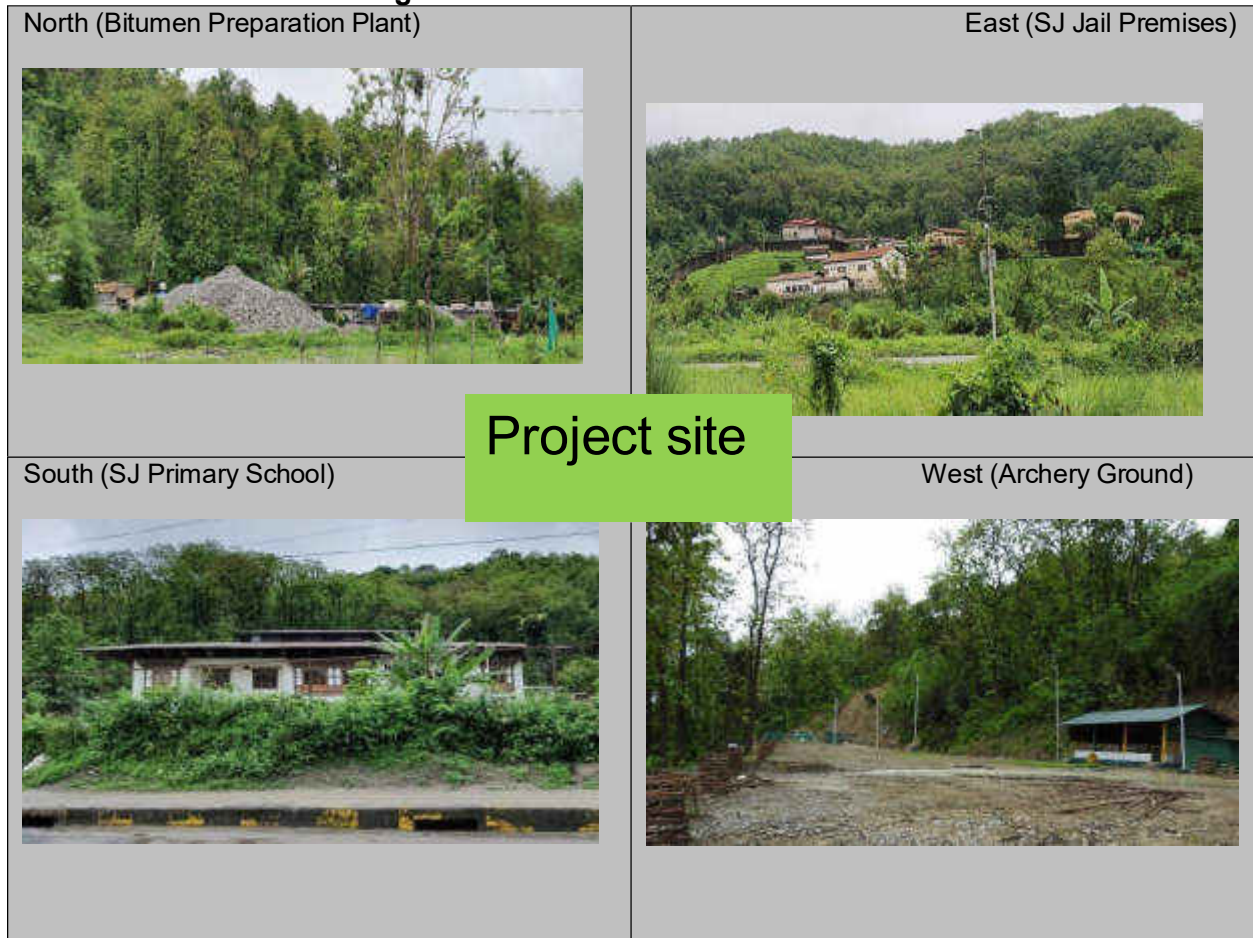 North (Bitumen Preparation Plant)
East (SJ Jail Premises)
Project site
South (SJ Primary School)
West (Archery Ground)